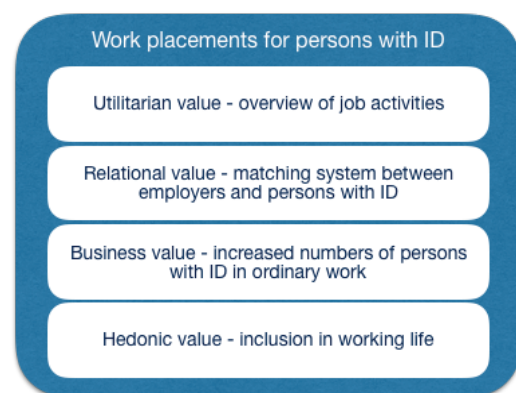 Work placements for persons with ID
Utilitarian value - overview of job activities
Relational value - matching system between
employers and persons with ID
Business value - increased numbers of persons
with ID in ordinary work
Hedonic value - inclusion in working life